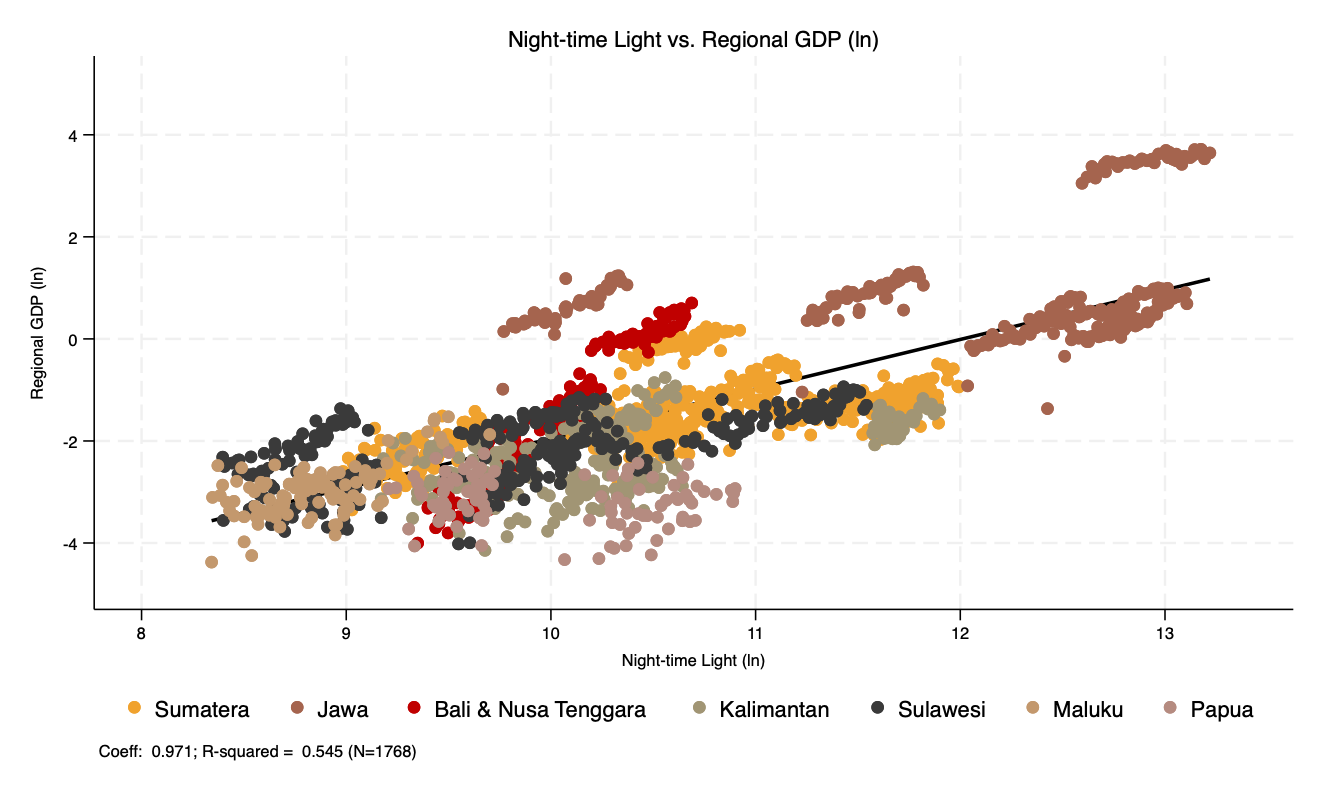 Night-time Light vs. Regional GDP (ln)
Regional GDP (ln)
4
2
0
-2
-4
8 9 10 11 12 13
Night-time Light (ln)
Sumatera Jawa Bali & Nusa Tenggara Kalimantan Sulawesi Maluku Papua
Coeff:  0.971; R-squared =  0.545 (N=1768)